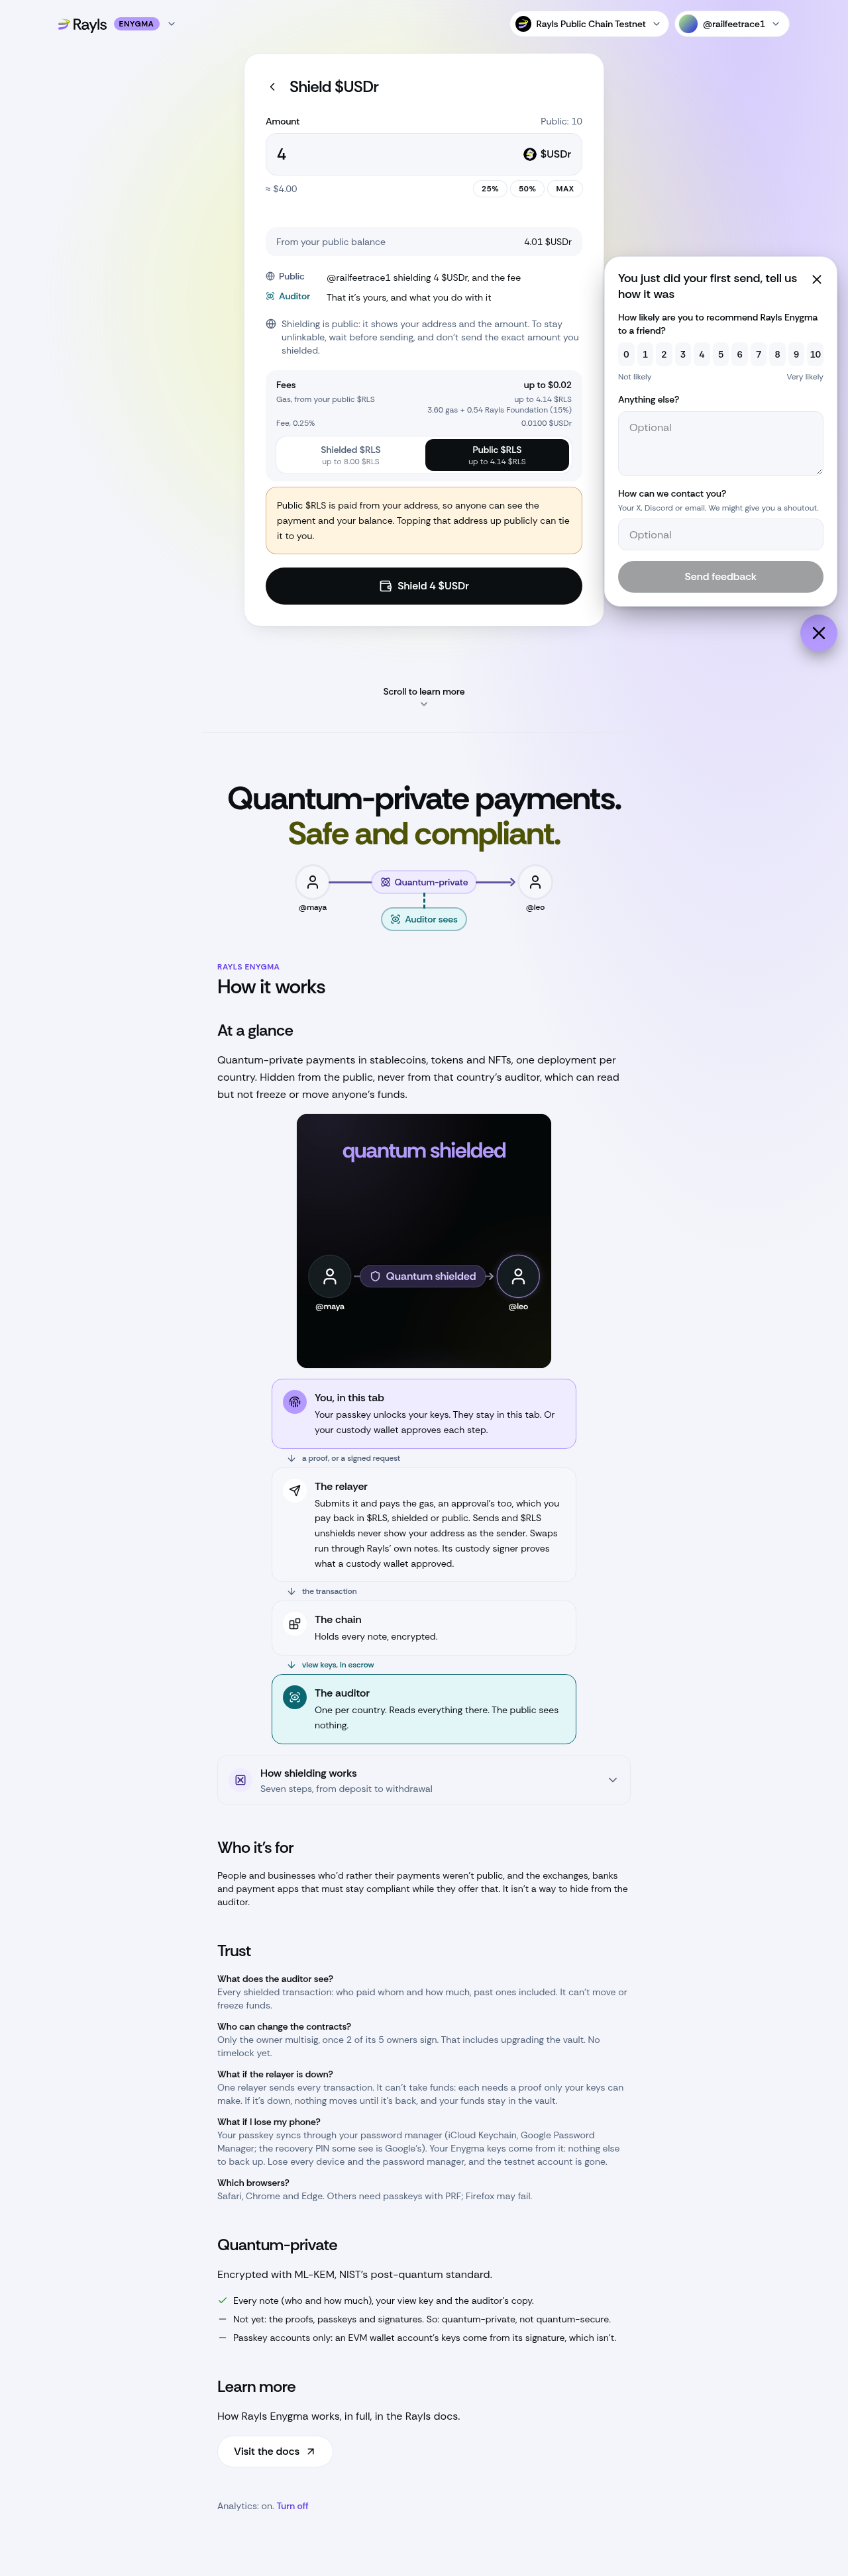 Rayls ENYGMA
Rayls Public Chain Testnet
@railfeetrace1
Shield $USDr
Amount
Public: 10
4
$USDr
≈ $4.00
25%
50%
MAX
From your public balance
4.01 $USDr
Public
@railfeetrace1 shielding 4 $USDr, and the fee
Auditor
That it's yours, and what you do with it
Shielding is public: it shows your address and the amount. To stay
unlinkable, wait before sending, and don't send the exact amount you
shielded.
Fees
up to $0.02
Gas, from your public $RLS
up to 4.14 $RLS
3.60 gas + 0.54 Rayls Foundation (15%)
Fee, 0.25%
0.0100 $USDr
Shielded $RLS
up to 8.00 $RLS
Public $RLS
up to 4.14 $RLS
Public $RLS is paid from your address, so anyone can see the
payment and your balance. Topping that address up publicly can tie
it to you.
Shield 4 $USDr
You just did your first send, tell us
how it was
How likely are you to recommend Rayls Enygma
to a friend?
0 1 2 3 4 5 6 7 8 9 10
Not likely
Very likely
Anything else?
Optional
How can we contact you?
Your X, Discord or email. We might give you a shoutout.
Optional
Send feedback
Scroll to learn more
Quantum-private payments.
Safe and compliant.
@maya
Quantum-private
@leo
Auditor sees
RAYLS ENYGMA
How it works
At a glance
Quantum-private payments in stablecoins, tokens and NFTs, one deployment per
country. Hidden from the public, never from that country's auditor, which can read
but not freeze or move anyone's funds.
quantum shielded
Quantum shielded
@maya
@leo
You, in this tab
Your passkey unlocks your keys. They stay in this tab. Or
your custody wallet approves each step.
a proof, or a signed request
The relayer
Submits it and pays the gas, an approval's too, which you
pay back in $RLS, shielded or public. Sends and $RLS
unshields never show your address as the sender. Swaps
run through Rayls' own notes. Its custody signer proves
what a custody wallet approved.
the transaction
The chain
Holds every note, encrypted.
view keys, in escrow
The auditor
One per country. Reads everything there. The public sees
nothing.
How shielding works
Seven steps, from deposit to withdrawal
Who it's for
People and businesses who'd rather their payments weren't public, and the exchanges, banks
and payment apps that must stay compliant while they offer that. It isn't a way to hide from the
auditor.
Trust
What does the auditor see?
Every shielded transaction: who paid whom and how much, past ones included. It can't move or
freeze funds.
Who can change the contracts?
Only the owner multisig, once 2 of its 5 owners sign. That includes upgrading the vault. No
timelock yet.
What if the relayer is down?
One relayer sends every transaction. It can't take funds: each needs a proof only your keys can
make. If it's down, nothing moves until it's back, and your funds stay in the vault.
What if I lose my phone?
Your passkey syncs through your password manager (iCloud Keychain, Google Password
Manager; the recovery PIN some see is Google's). Your Enygma keys come from it: nothing else
to back up. Lose every device and the password manager, and the testnet account is gone.
Which browsers?
Safari, Chrome and Edge. Others need passkeys with PRF; Firefox may fail.
Quantum-private
Encrypted with ML-KEM, NIST's post-quantum standard.
Every note (who and how much), your view key and the auditor's copy.
Not yet: the proofs, passkeys and signatures. So: quantum-private, not quantum-secure.
Passkey accounts only: an EVM wallet account's keys come from its signature, which isn't.
Learn more
How Rayls Enygma works, in full, in the Rayls docs.
Visit the docs
Analytics: on. Turn off